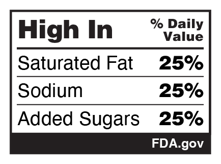 High In % Daily Value
Saturated Fat 25%
Sodium 25%
Added Sugars 25%
FDA.gov